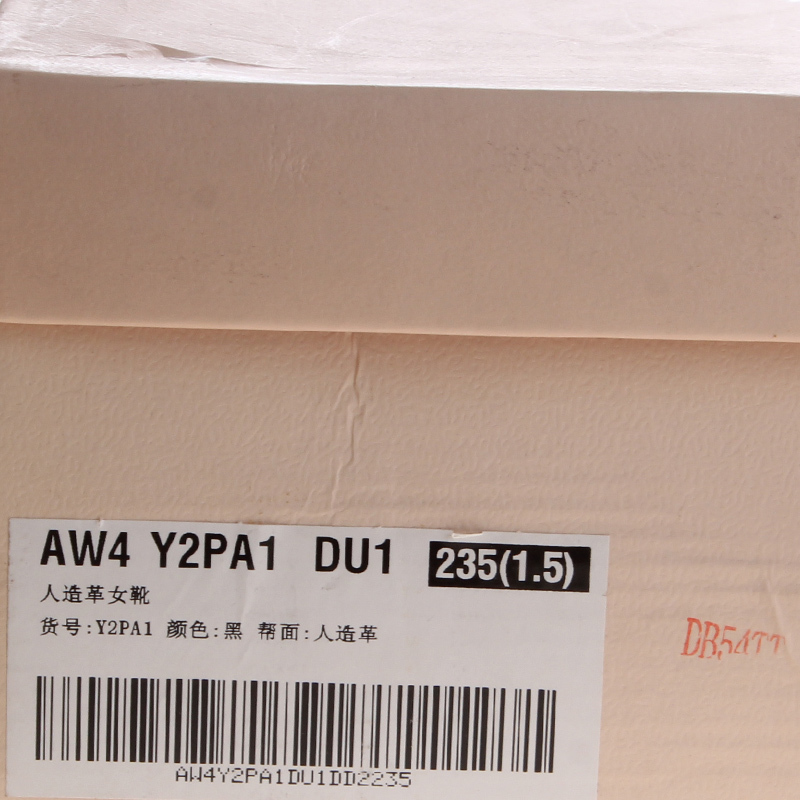 AW4 Y2PA1 DU1 235(1.5)
人造革女靴
货号:Y2PA1 颜色:黑 帮面:人造革
AW4Y2PA1DU1DD2235